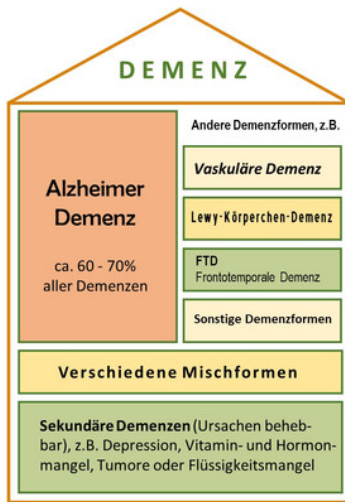 DEMENZ
Alzheimer
Demenz
ca. 60 - 70%
aller Demenzen
Andere Demenzformen, z.B.
Vaskuläre Demenz
Lewy-Körperchen-Demenz
FTD
Frontotemporale Demenz
Sonstige Demenzformen
Verschiedene Mischformen
Sekundäre Demenzen (Ursachen beheb-
bar), z.B. Depression, Vitamin- und Hormon-
mangel, Tumore oder Flüssigkeitsmangel